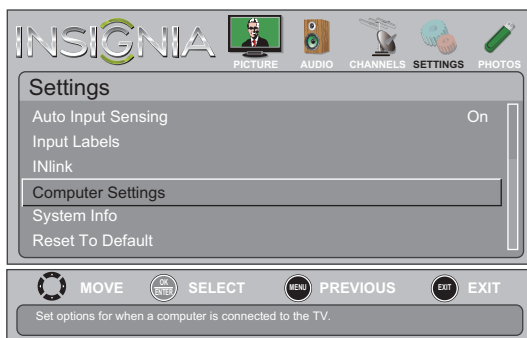 INSIGNIA
PICTURE AUDIO CHANNELS SETTINGS PHOTOS
Settings
Auto Input Sensing On
Input Labels
INlink
Computer Settings
System Info
Reset To Default
MOVE OK ENTER SELECT MENU PREVIOUS EXIT EXIT
Set options for when a computer is connected to the TV.